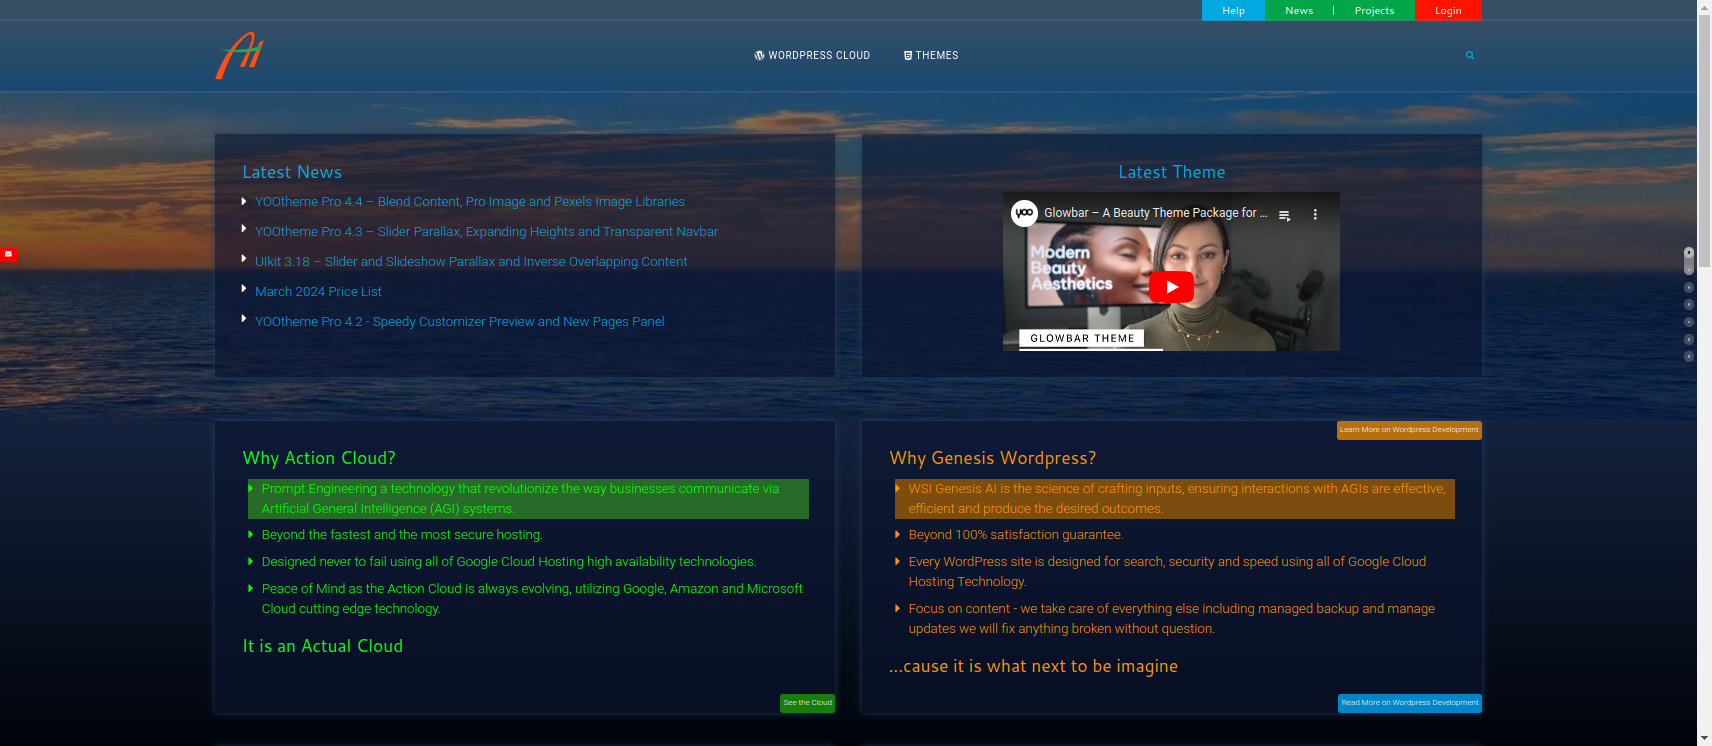 Help
News
|
Projects
Login
WORDPRESS CLOUD
THEMES
Latest News
YOOtheme Pro 4.4 – Blend Content, Pro Image and Pexels Image Libraries
YOOtheme Pro 4.3 – Slider Parallax, Expanding Heights and Transparent Navbar
UIkit 3.18 – Slider and Slideshow Parallax and Inverse Overlapping Content
March 2024 Price List
YOOtheme Pro 4.2 - Speedy Customizer Preview and New Pages Panel
Latest Theme
yoo Glowbar – A Beauty Theme Package for ...
Modern
Beauty
Aesthetics
GLOWBAR THEME
Why Action Cloud?
Prompt Engineering a technology that revolutionize the way businesses communicate via
Artificial General Intelligence (AGI) systems.
Beyond the fastest and the most secure hosting.
Designed never to fail using all of Google Cloud Hosting high availability technologies.
Peace of Mind as the Action Cloud is always evolving, utilizing Google, Amazon and Microsoft
Cloud cutting edge technology.
It is an Actual Cloud
See the Cloud
Learn More on Wordpress Development
Why Genesis Wordpress?
WSI Genesis AI is the science of crafting inputs, ensuring interactions with AGIs are effective,
efficient and produce the desired outcomes.
Beyond 100% satisfaction guarantee.
Every WordPress site is designed for search, security and speed using all of Google Cloud
Hosting Technology.
Focus on content - we take care of everything else including managed backup and manage
updates we will fix anything broken without question.
...cause it is what next to be imagine
Read More on Wordpress Development